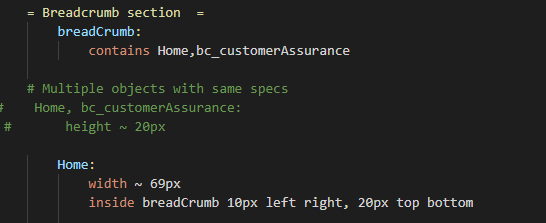 = Breadcrumb section  =
breadCrumb:
contains Home,bc_customerAssurance
# Multiple objects with same specs
#    Home, bc_customerAssurance:
#       height ~ 20px
Home:
width ~ 69px
inside breadCrumb 10px left right, 20px top bottom